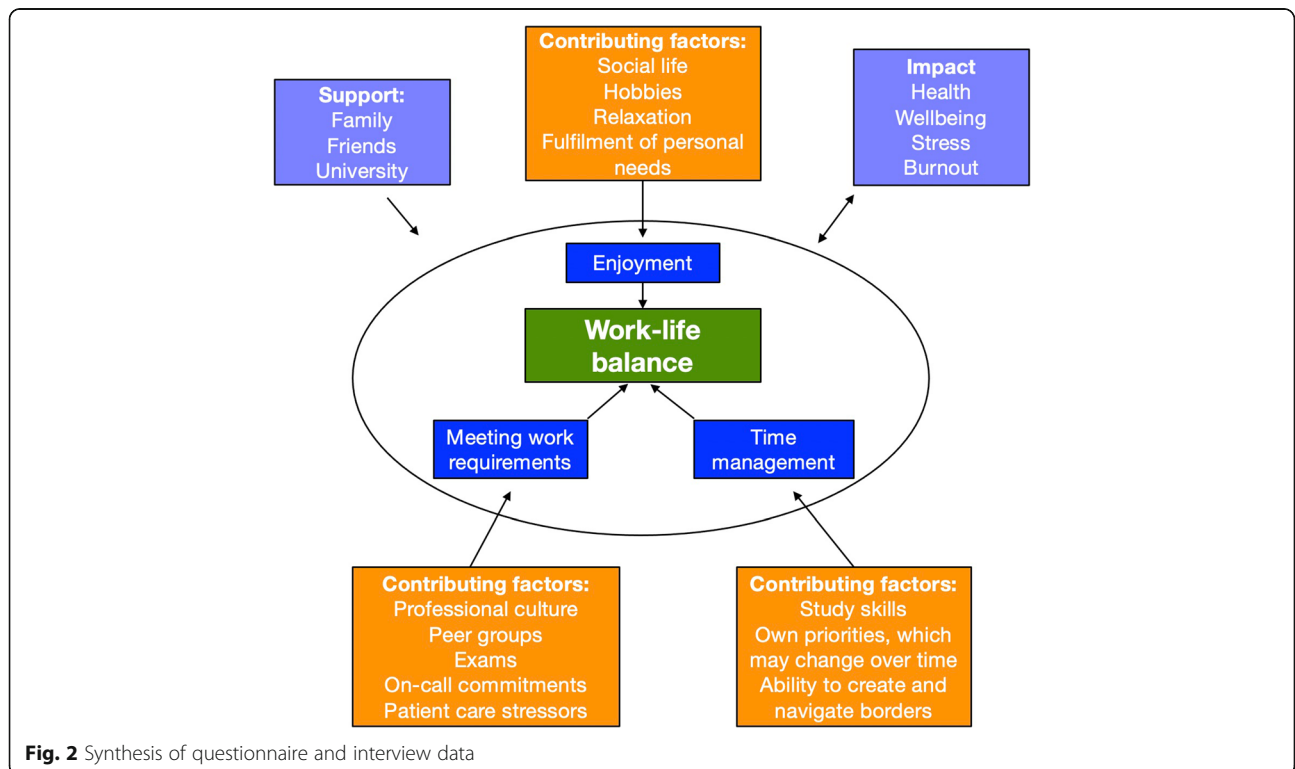 Contributing factors:
Social life
Hobbies
Relaxation
Fulfilment of personal
needs
Support:
Family
Friends
University
Impact
Health
Wellbeing
Stress
Burnout
Enjoyment
Work-life
balance
Meeting work
requirements
Time
management
Contributing factors:
Professional culture
Peer groups
Exams
On-call commitments
Patient care stressors
Contributing factors:
Study skills
Own priorities, which
may change over time
Ability to create and
navigate borders
Fig. 2 Synthesis of questionnaire and interview data